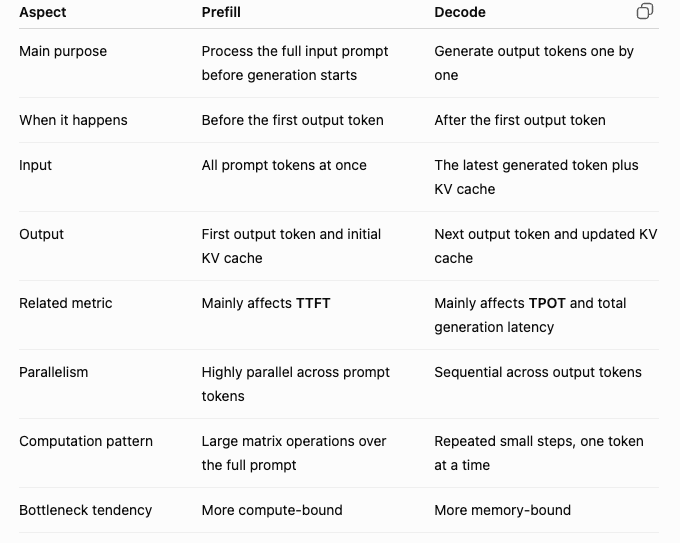 Aspect Prefill Decode
Main purpose Process the full input prompt Generate output tokens one by
before generation starts one
When it happens Before the first output token After the first output token
Input All prompt tokens at once The latest generated token plus
KV cache
Output First output token and initial Next output token and updated KV
KV cache cache
Related metric Mainly affects TTFT Mainly affects TPOT and total
generation latency
Parallelism Highly parallel across prompt Sequential across output tokens
tokens
Computation pattern Large matrix operations over Repeated small steps, one token
the full prompt at a time
Bottleneck tendency More compute-bound More memory-bound